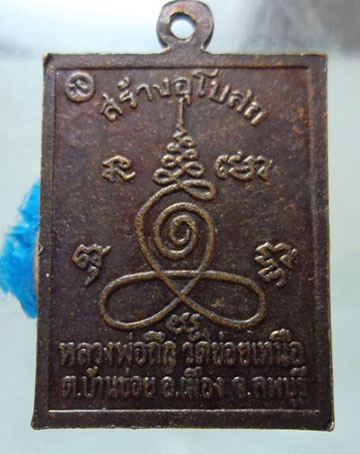 สร้างอุโบสถ
หลวงพ่อทึล วัดข่อยเหนือ
ต.บ้านข่อย อ.เมือง จ.ลพบุรี